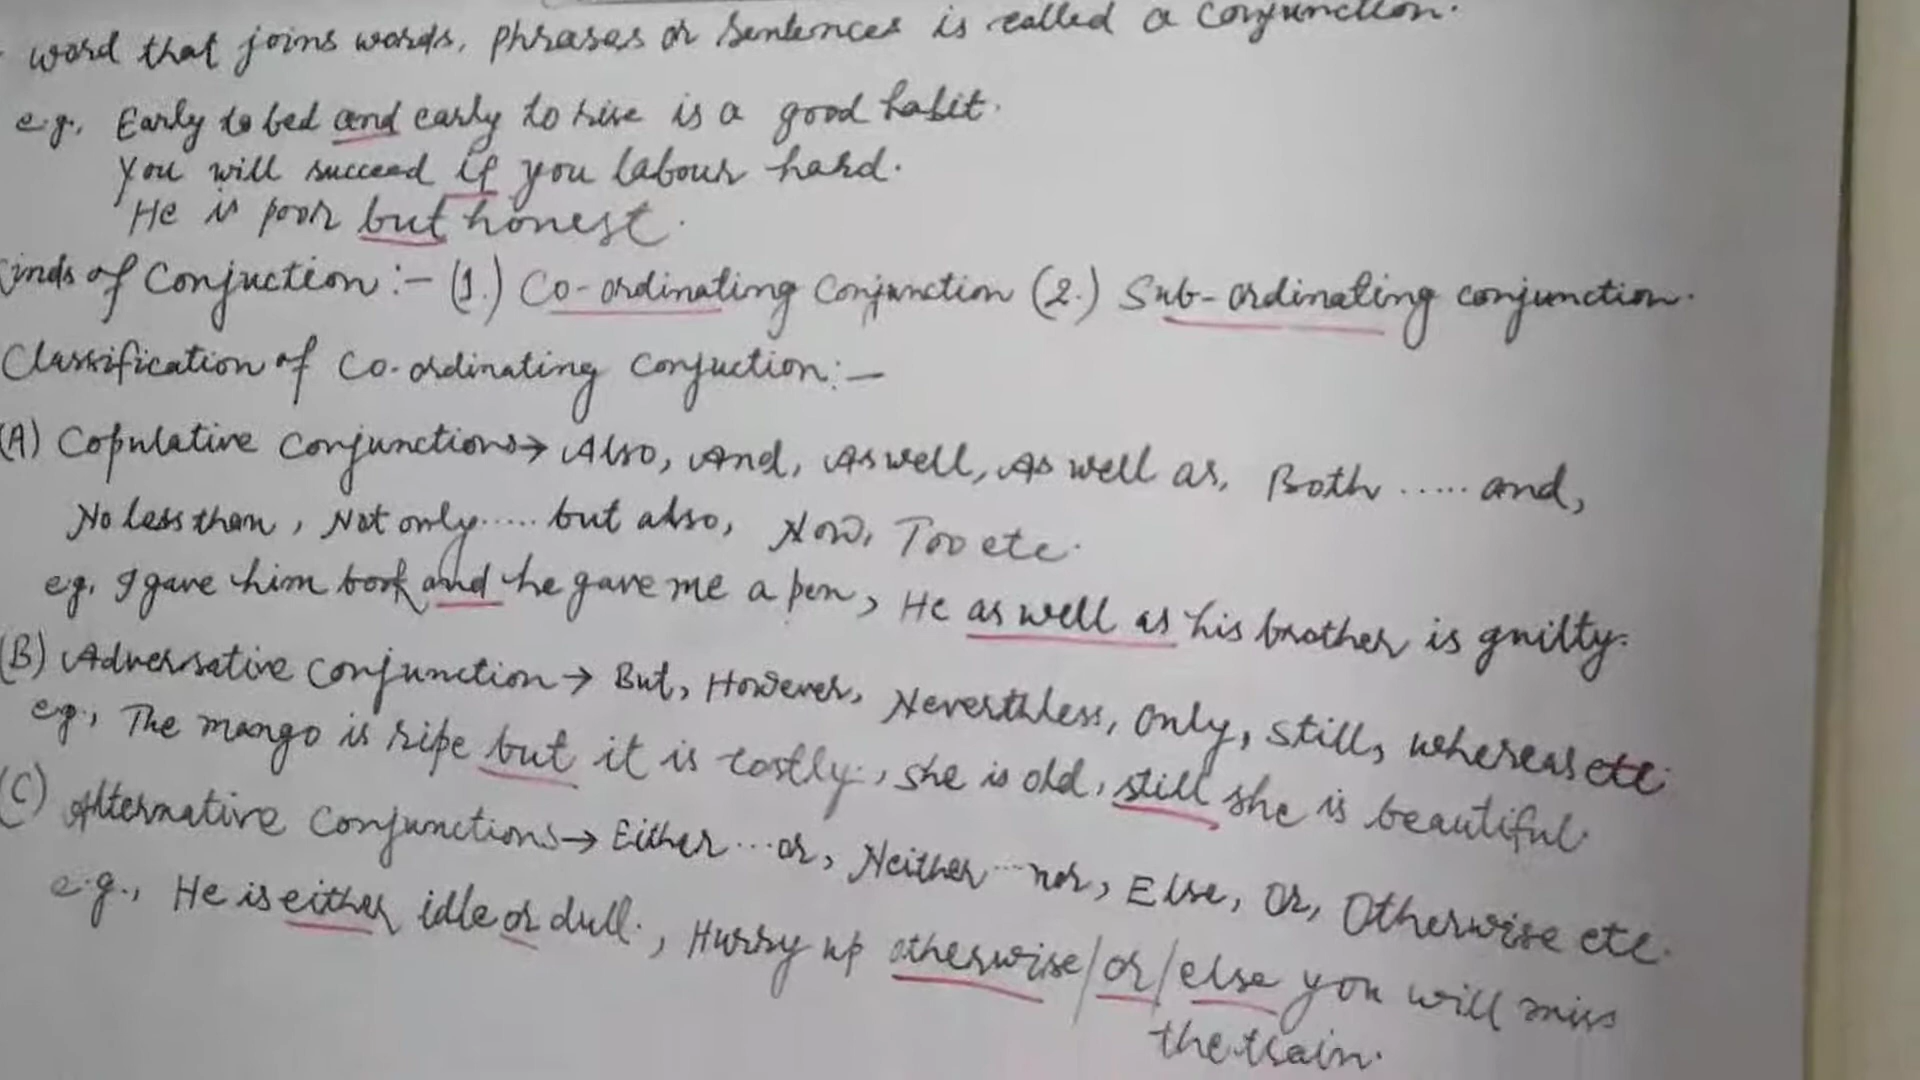 word that joins words, phrases or Sentences is called a Conjunction.
e.g, Early to bed and early to rise is a good habit.
You will succeed if you labour hard.
He is poor but honest.
Kinds of Conjuction :- (1.) Co-ordinating Conjunction (2.) Sub-ordinating conjunction.
Classification of Co-ordinating Conjuction:-
(A) Copulative Conjunctions→ Also, And, As well, As well as, Both ..... and,
No less than, Not only..... but also, Now, Too etc.
e.g, I gave him book and he gave me a pen, He as well as his brother is guilty.
(B) Adversative Conjunction→ But, However, Neverthless, Only, Still, whereas etc.
e.g., The mango is ripe but it is costly., She is old, still she is beautiful.
(C) Alternative Conjunctions→ Either...or, Neither...nor, Else, Or, Otherwise etc.
e.g., He is either idle or dull., Hurry up otherwise/or/else you will miss
the train.